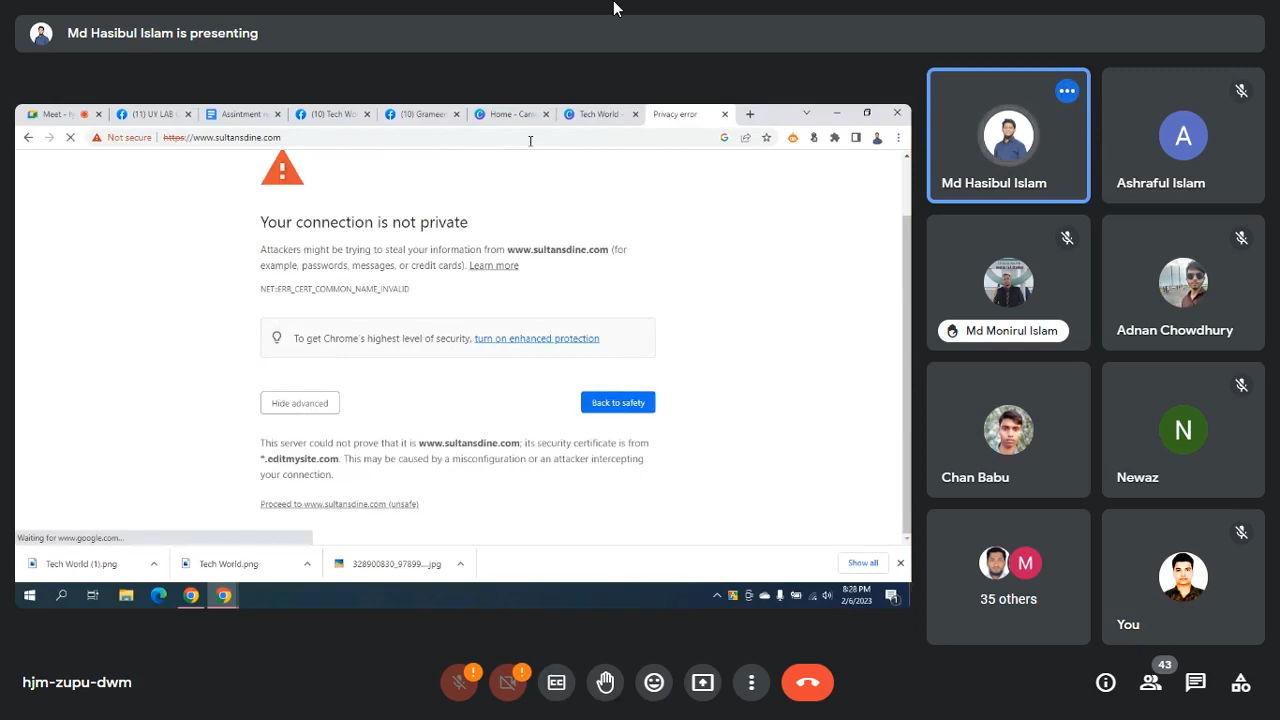 Md Hasibul Islam is presenting
Meet - h
(11) UY LAB
Assintment
(10) Tech Wo
(10) Grameer
Home - Canv
Tech World -
Privacy error
Not secure
https://www.sultansdine.com
Your connection is not private
Attackers might be trying to steal your information from www.sultansdine.com (for
example, passwords, messages, or credit cards). Learn more
NET::ERR_CERT_COMMON_NAME_INVALID
To get Chrome's highest level of security, turn on enhanced protection
Hide advanced
Back to safety
This server could not prove that it is www.sultansdine.com; its security certificate is from
*.editmysite.com. This may be caused by a misconfiguration or an attacker intercepting
your connection.
Proceed to www.sultansdine.com (unsafe)
Waiting for www.google.com...
Tech World (1).png
Tech World.png
328900830_97899....jpg
Show all
8:28 PM
2/6/2023
1
Md Hasibul Islam
A
Ashraful Islam
Md Monirul Islam
Adnan Chowdhury
Chan Babu
N
Newaz
M
35 others
You
hjm-zupu-dwm
CC
43